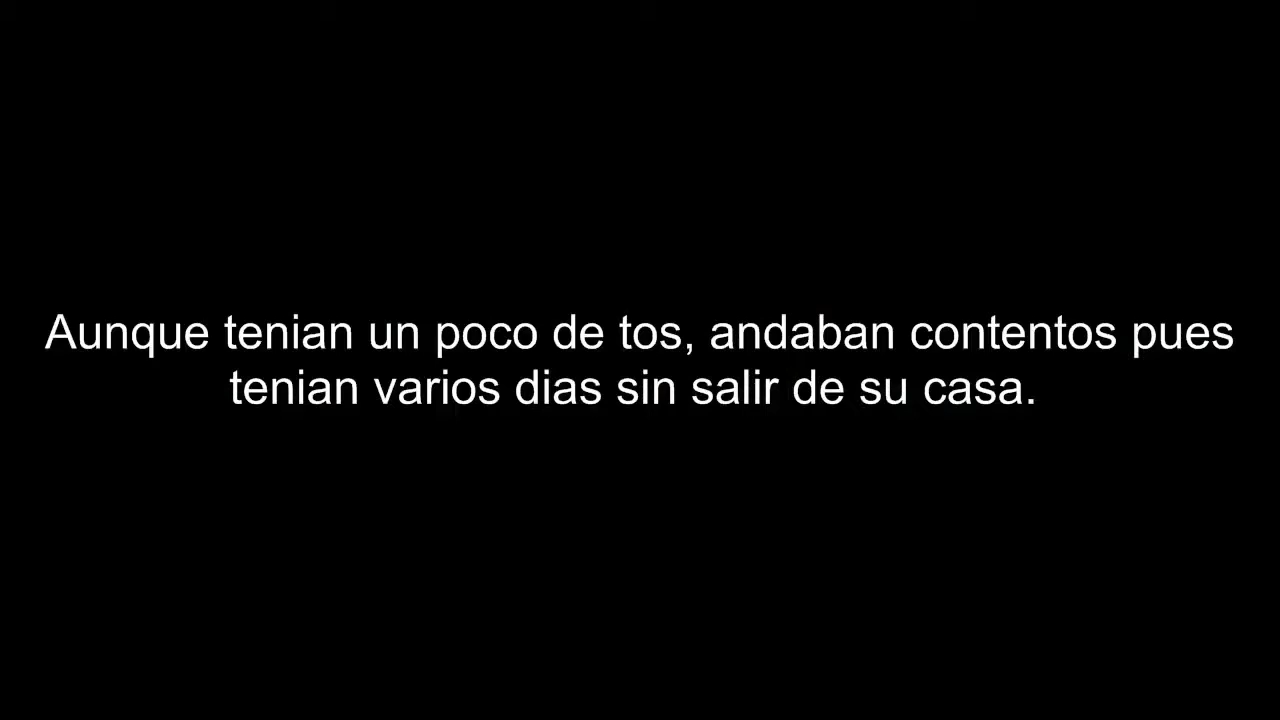 Aunque tenian un poco de tos, andaban contentos pues
tenian varios dias sin salir de su casa.